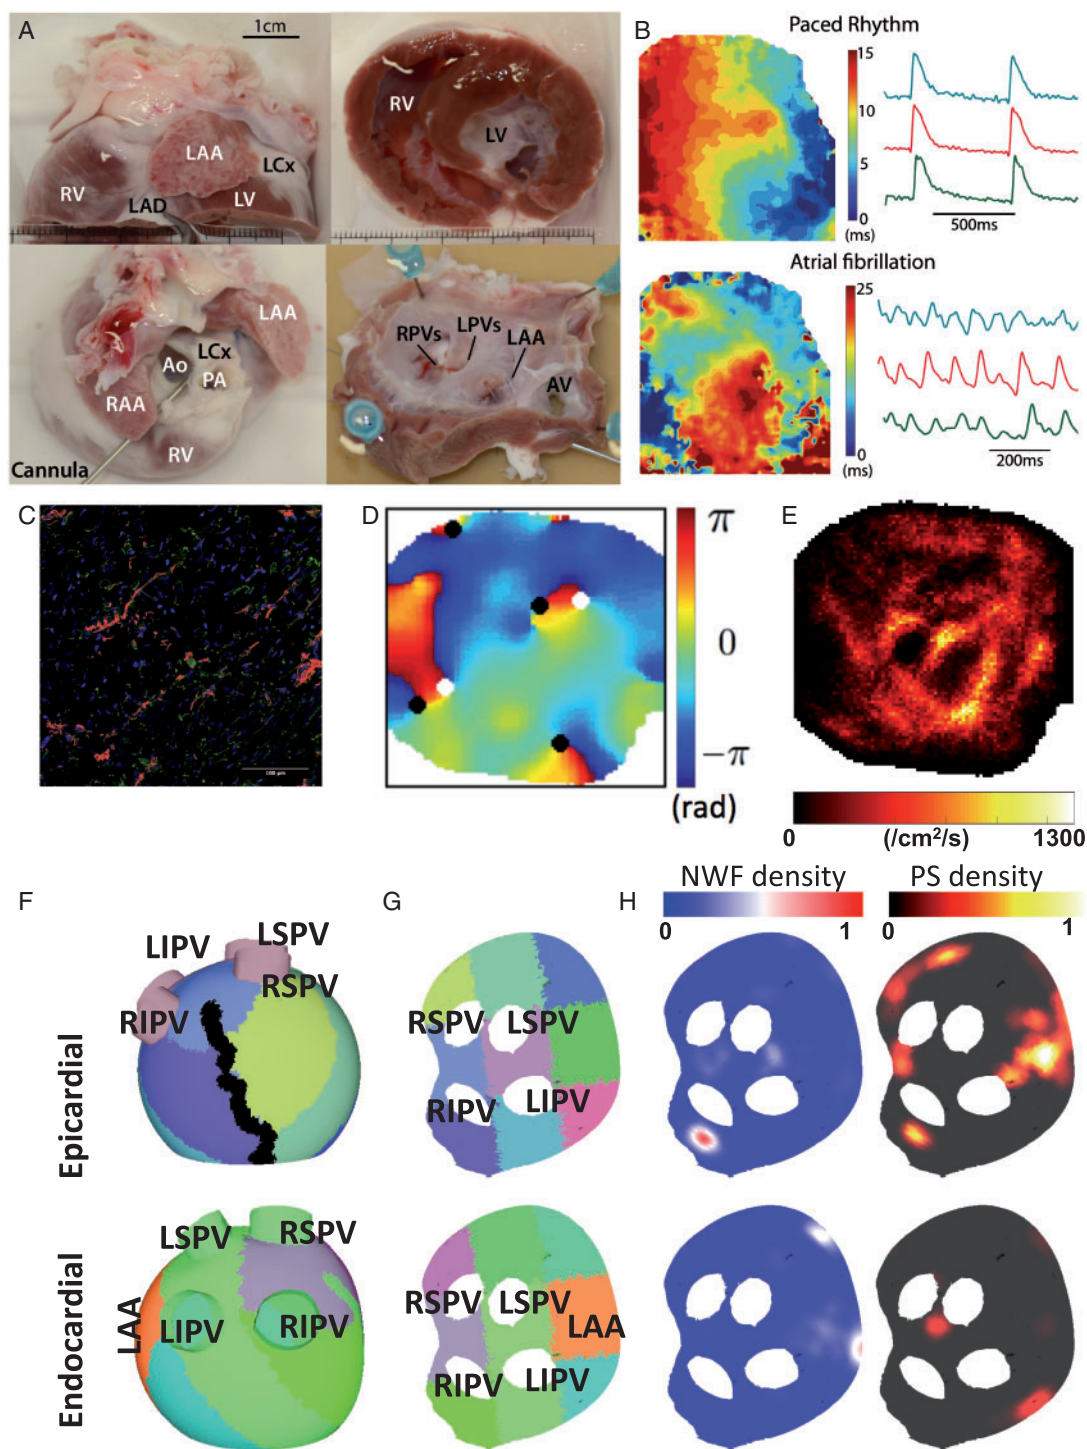 A
1cm
LAA
LCx
RV
LAD
LV
RV
LV
LAA
Ao
LCx
PA
RAA
RV
Cannula
RPVs
LPVs
LAA
AV
B
Paced Rhythm
15
10
5
0
(ms)
500ms
Atrial fibrillation
25
0
(ms)
200ms
C
100 μm
D
π
0
−π
(rad)
E
0
(/cm²/s)
1300
F
LIPV
LSPV
RSPV
RIPV
Epicardial
G
RSPV
LSPV
RIPV
LIPV
H
NWF density
0
1
PS density
0
1
Endocardial
LSPV
RSPV
LAA
LIPV
RIPV
RSPV
LSPV
LAA
RIPV
LIPV